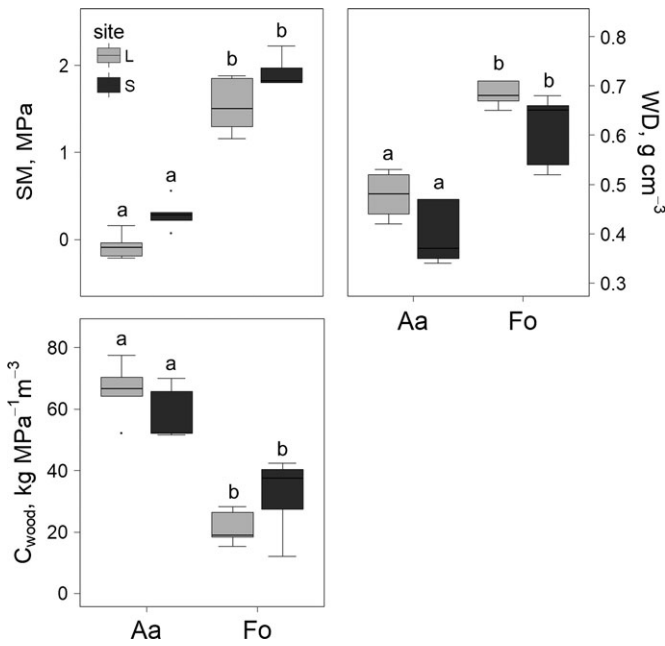 site
L
S
SM, MPa
2
1
0
a
a
b
b
WD, g cm⁻³
0.8
0.7
0.6
0.5
0.4
0.3
a
a
b
b
Aa Fo
C_wood, kg MPa⁻¹m⁻³
80
60
40
20
0
a
a
b
b
Aa Fo